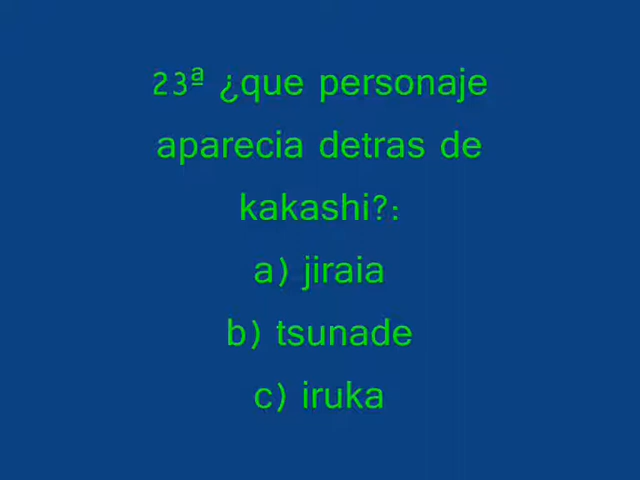 23ª ¿que personaje
aparecia detras de
kakashi?:
a) jiraia
b) tsunade
c) iruka